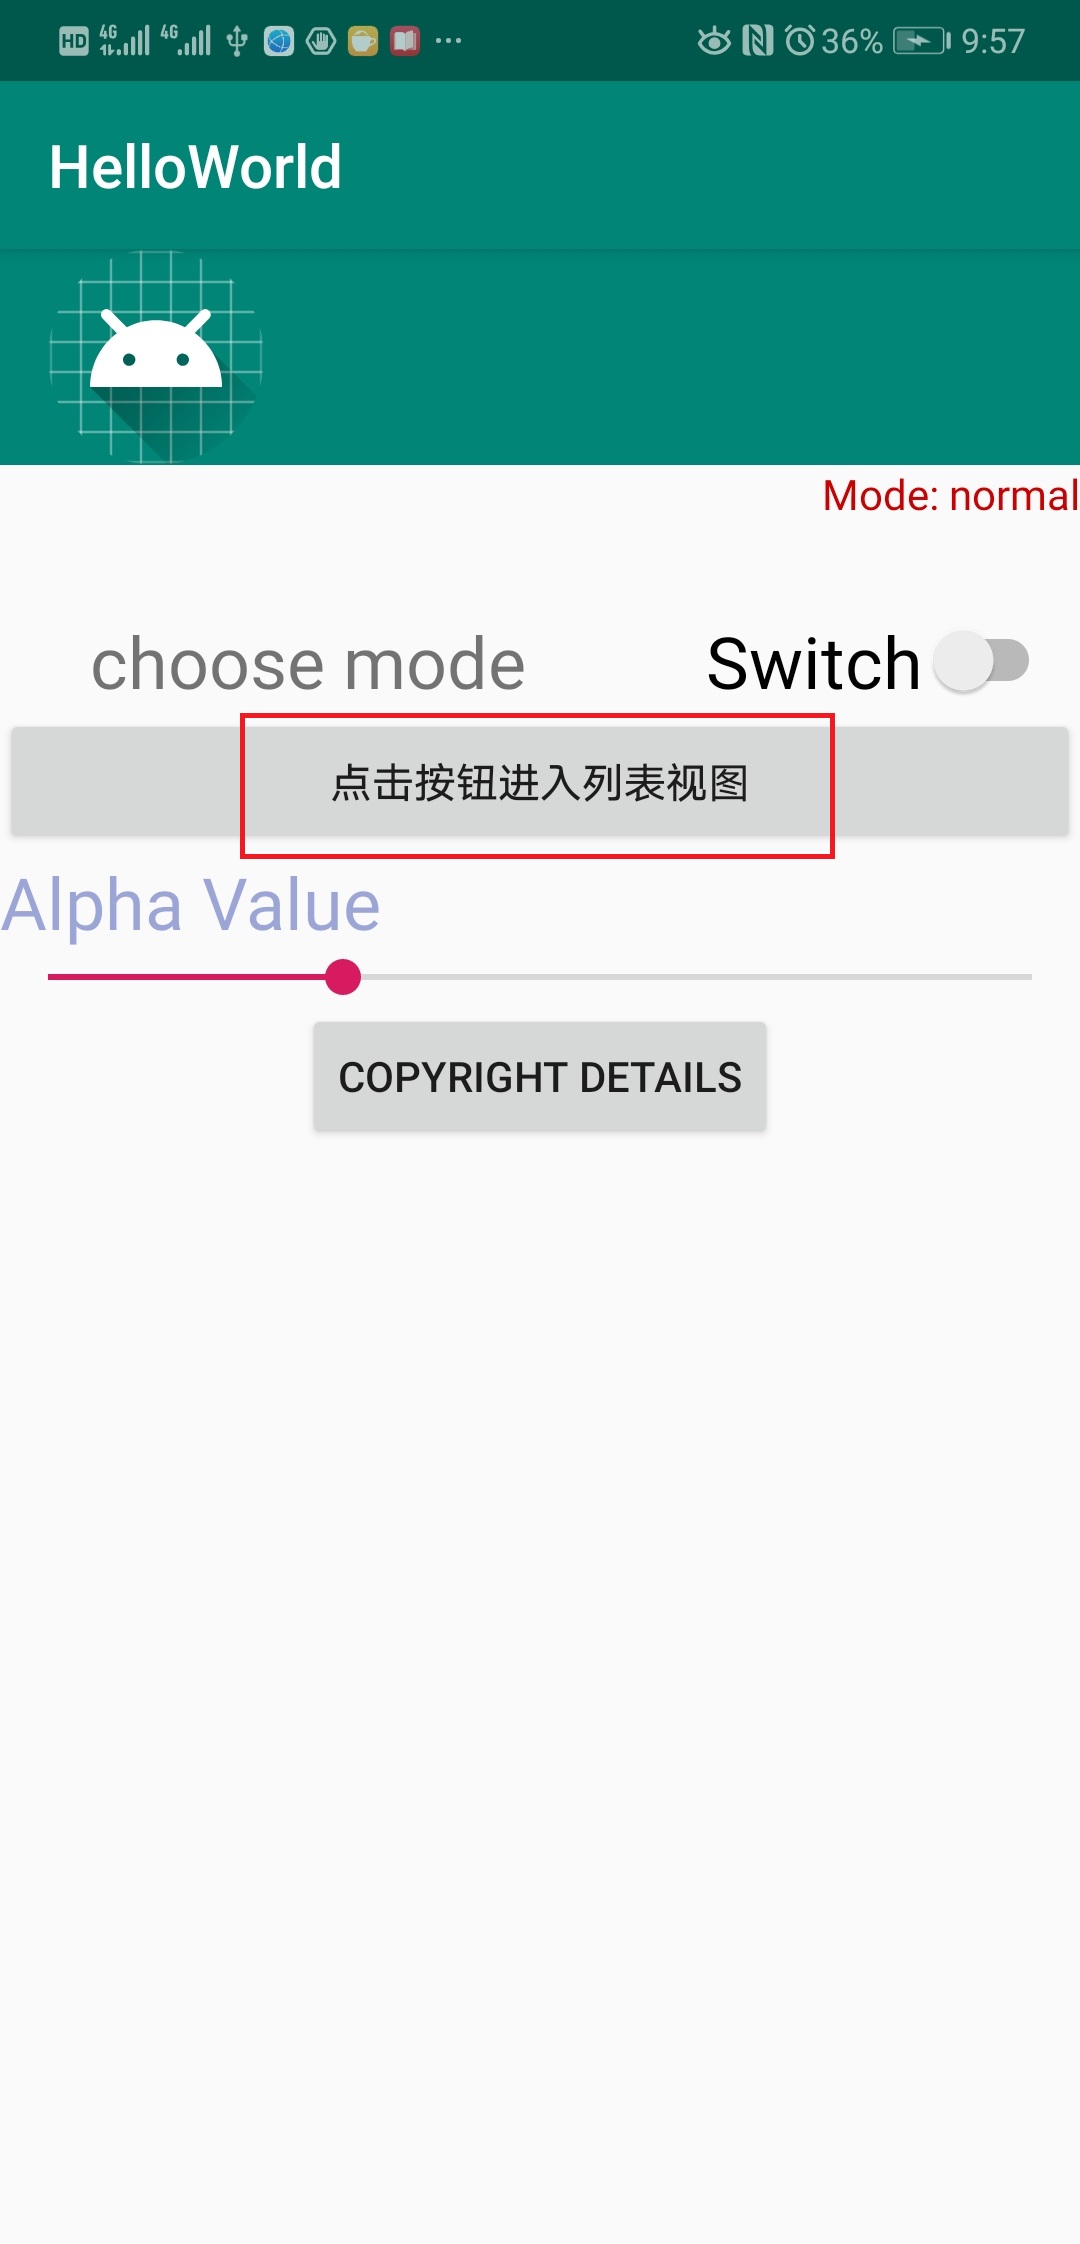 HD 4G 4G 36% 9:57
HelloWorld
Mode: normal
choose mode Switch
点击按钮进入列表视图
Alpha Value
COPYRIGHT DETAILS